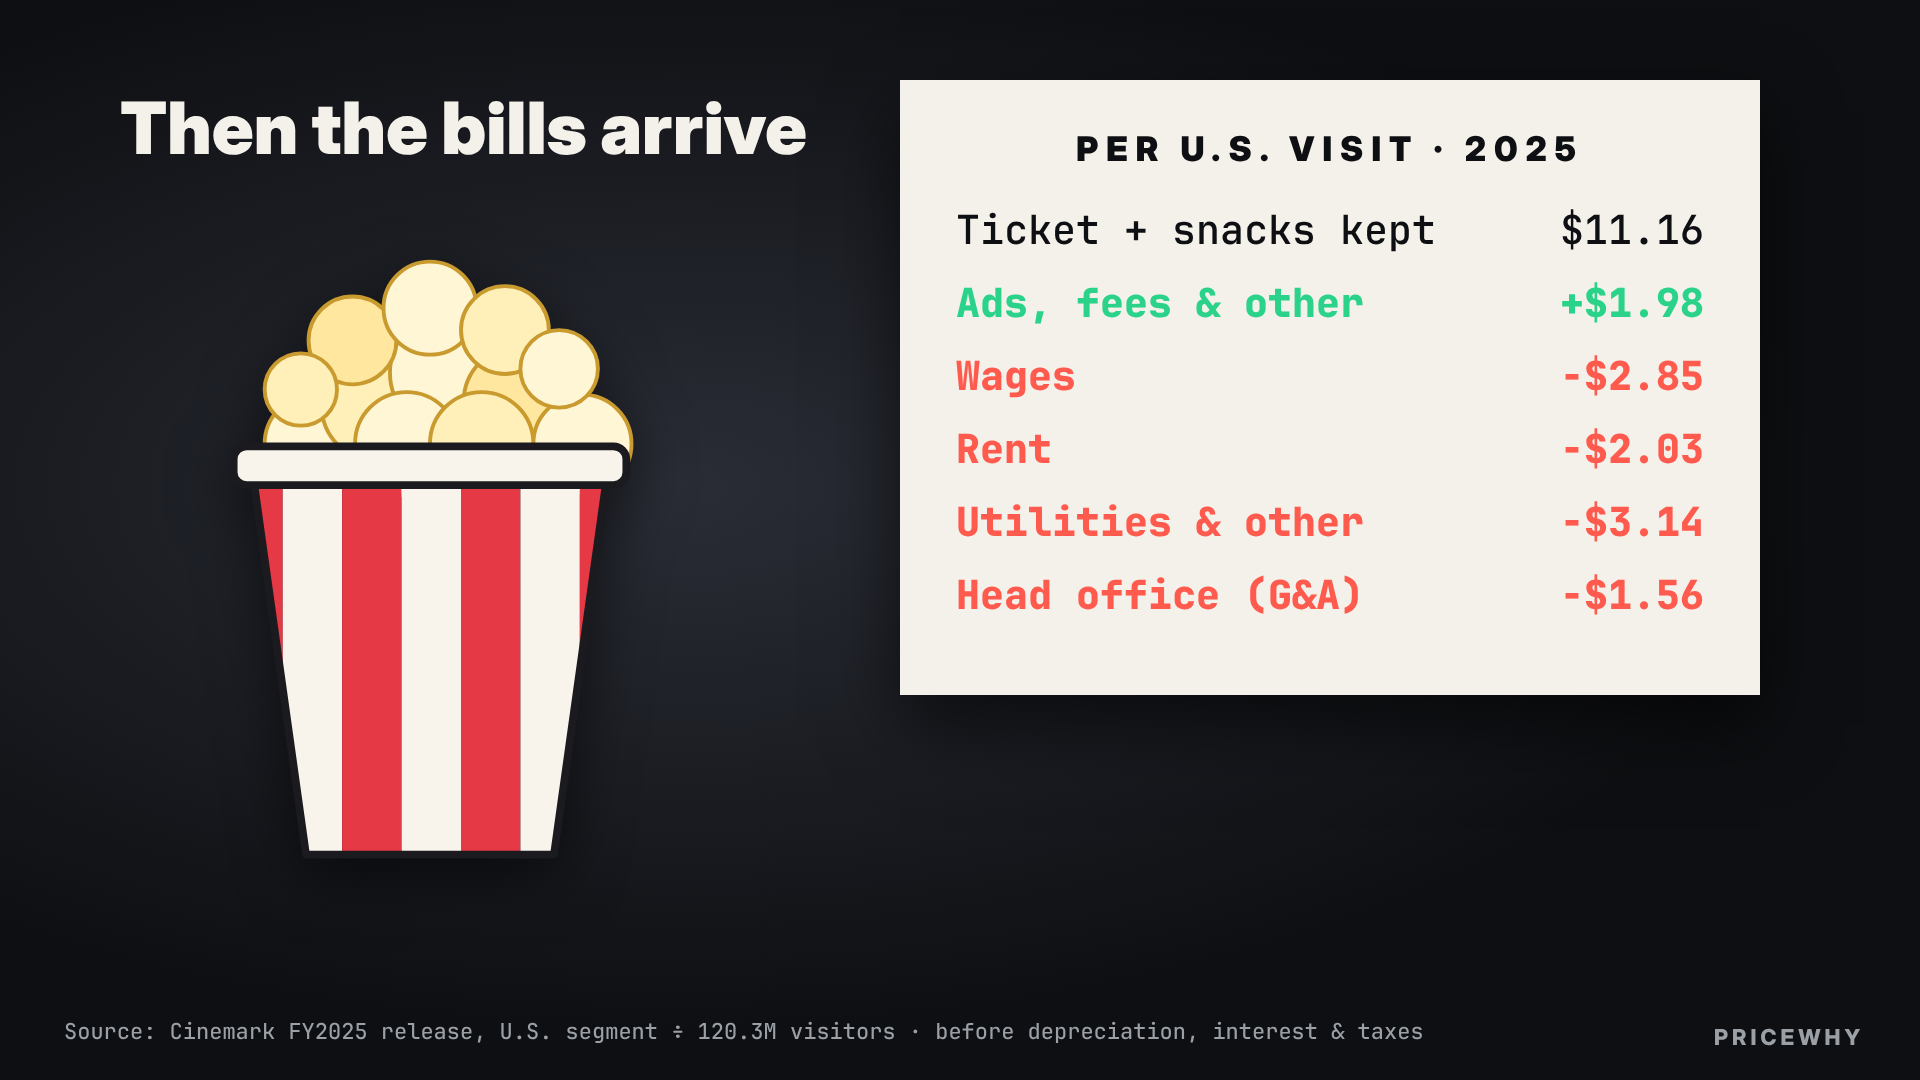 Then the bills arrive
PER U.S. VISIT · 2025
Ticket + snacks kept $11.16
Ads, fees & other +$1.98
Wages -$2.85
Rent -$2.03
Utilities & other -$3.14
Head office (G&A) -$1.56
Source: Cinemark FY2025 release, U.S. segment ÷ 120.3M visitors · before depreciation, interest & taxes
PRICEWHY